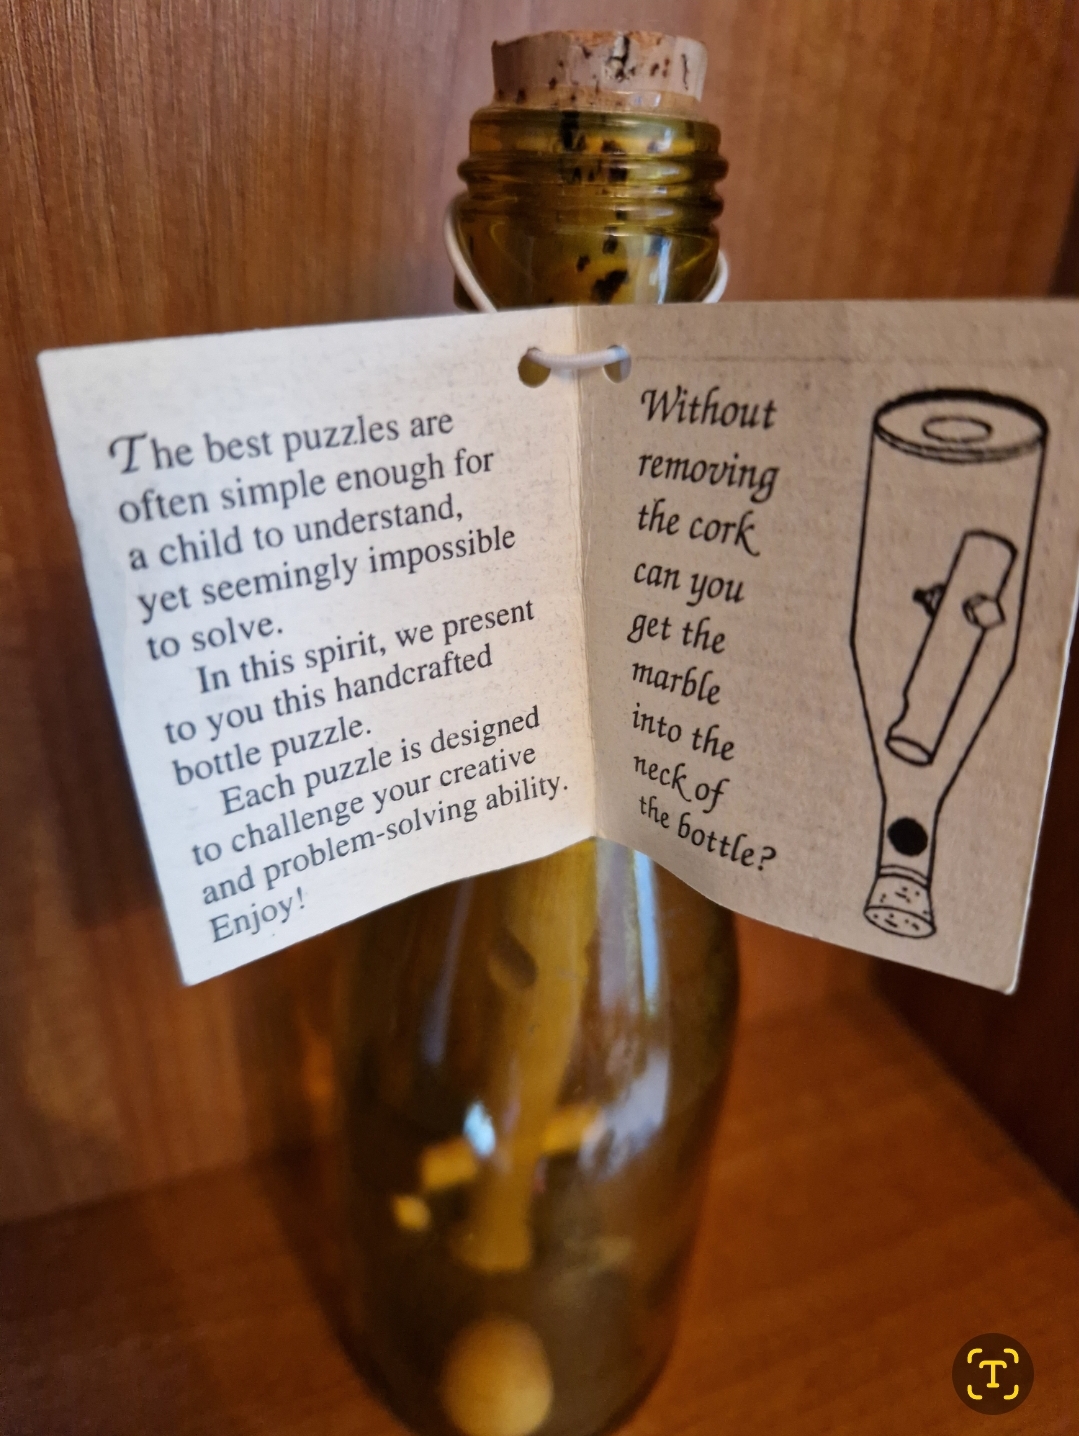 The best puzzles are
often simple enough for
a child to understand,
yet seemingly impossible
to solve.
In this spirit, we present
to you this handcrafted
bottle puzzle.
Each puzzle is designed
to challenge your creative
and problem-solving ability.
Enjoy!
Without
removing
the cork
can you
get the
marble
into the
neck of
the bottle?